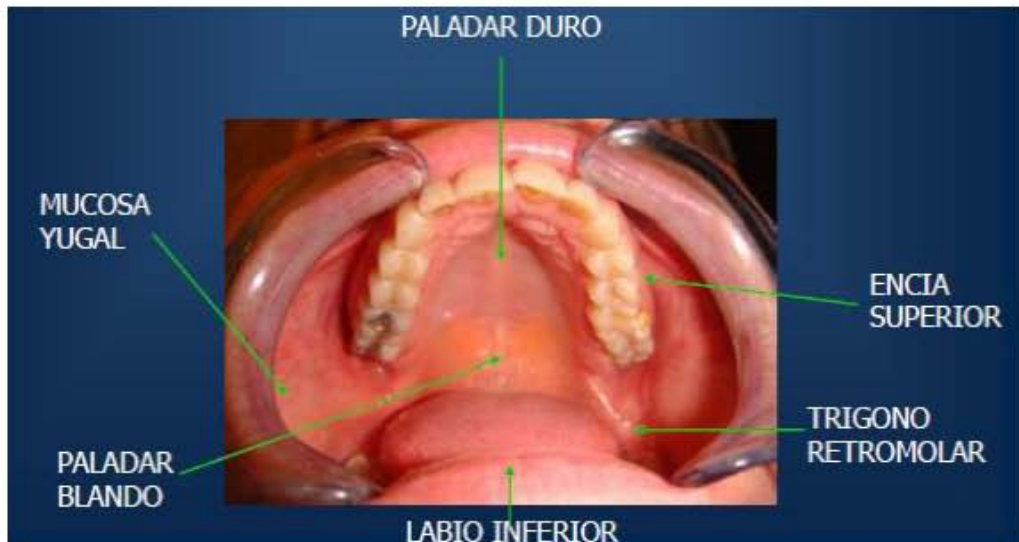 PALADAR DURO
MUCOSA
YUGAL
ENCIA
SUPERIOR
TRIGONO
RETROMOLAR
PALADAR
BLANDO
LABIO INFERIOR